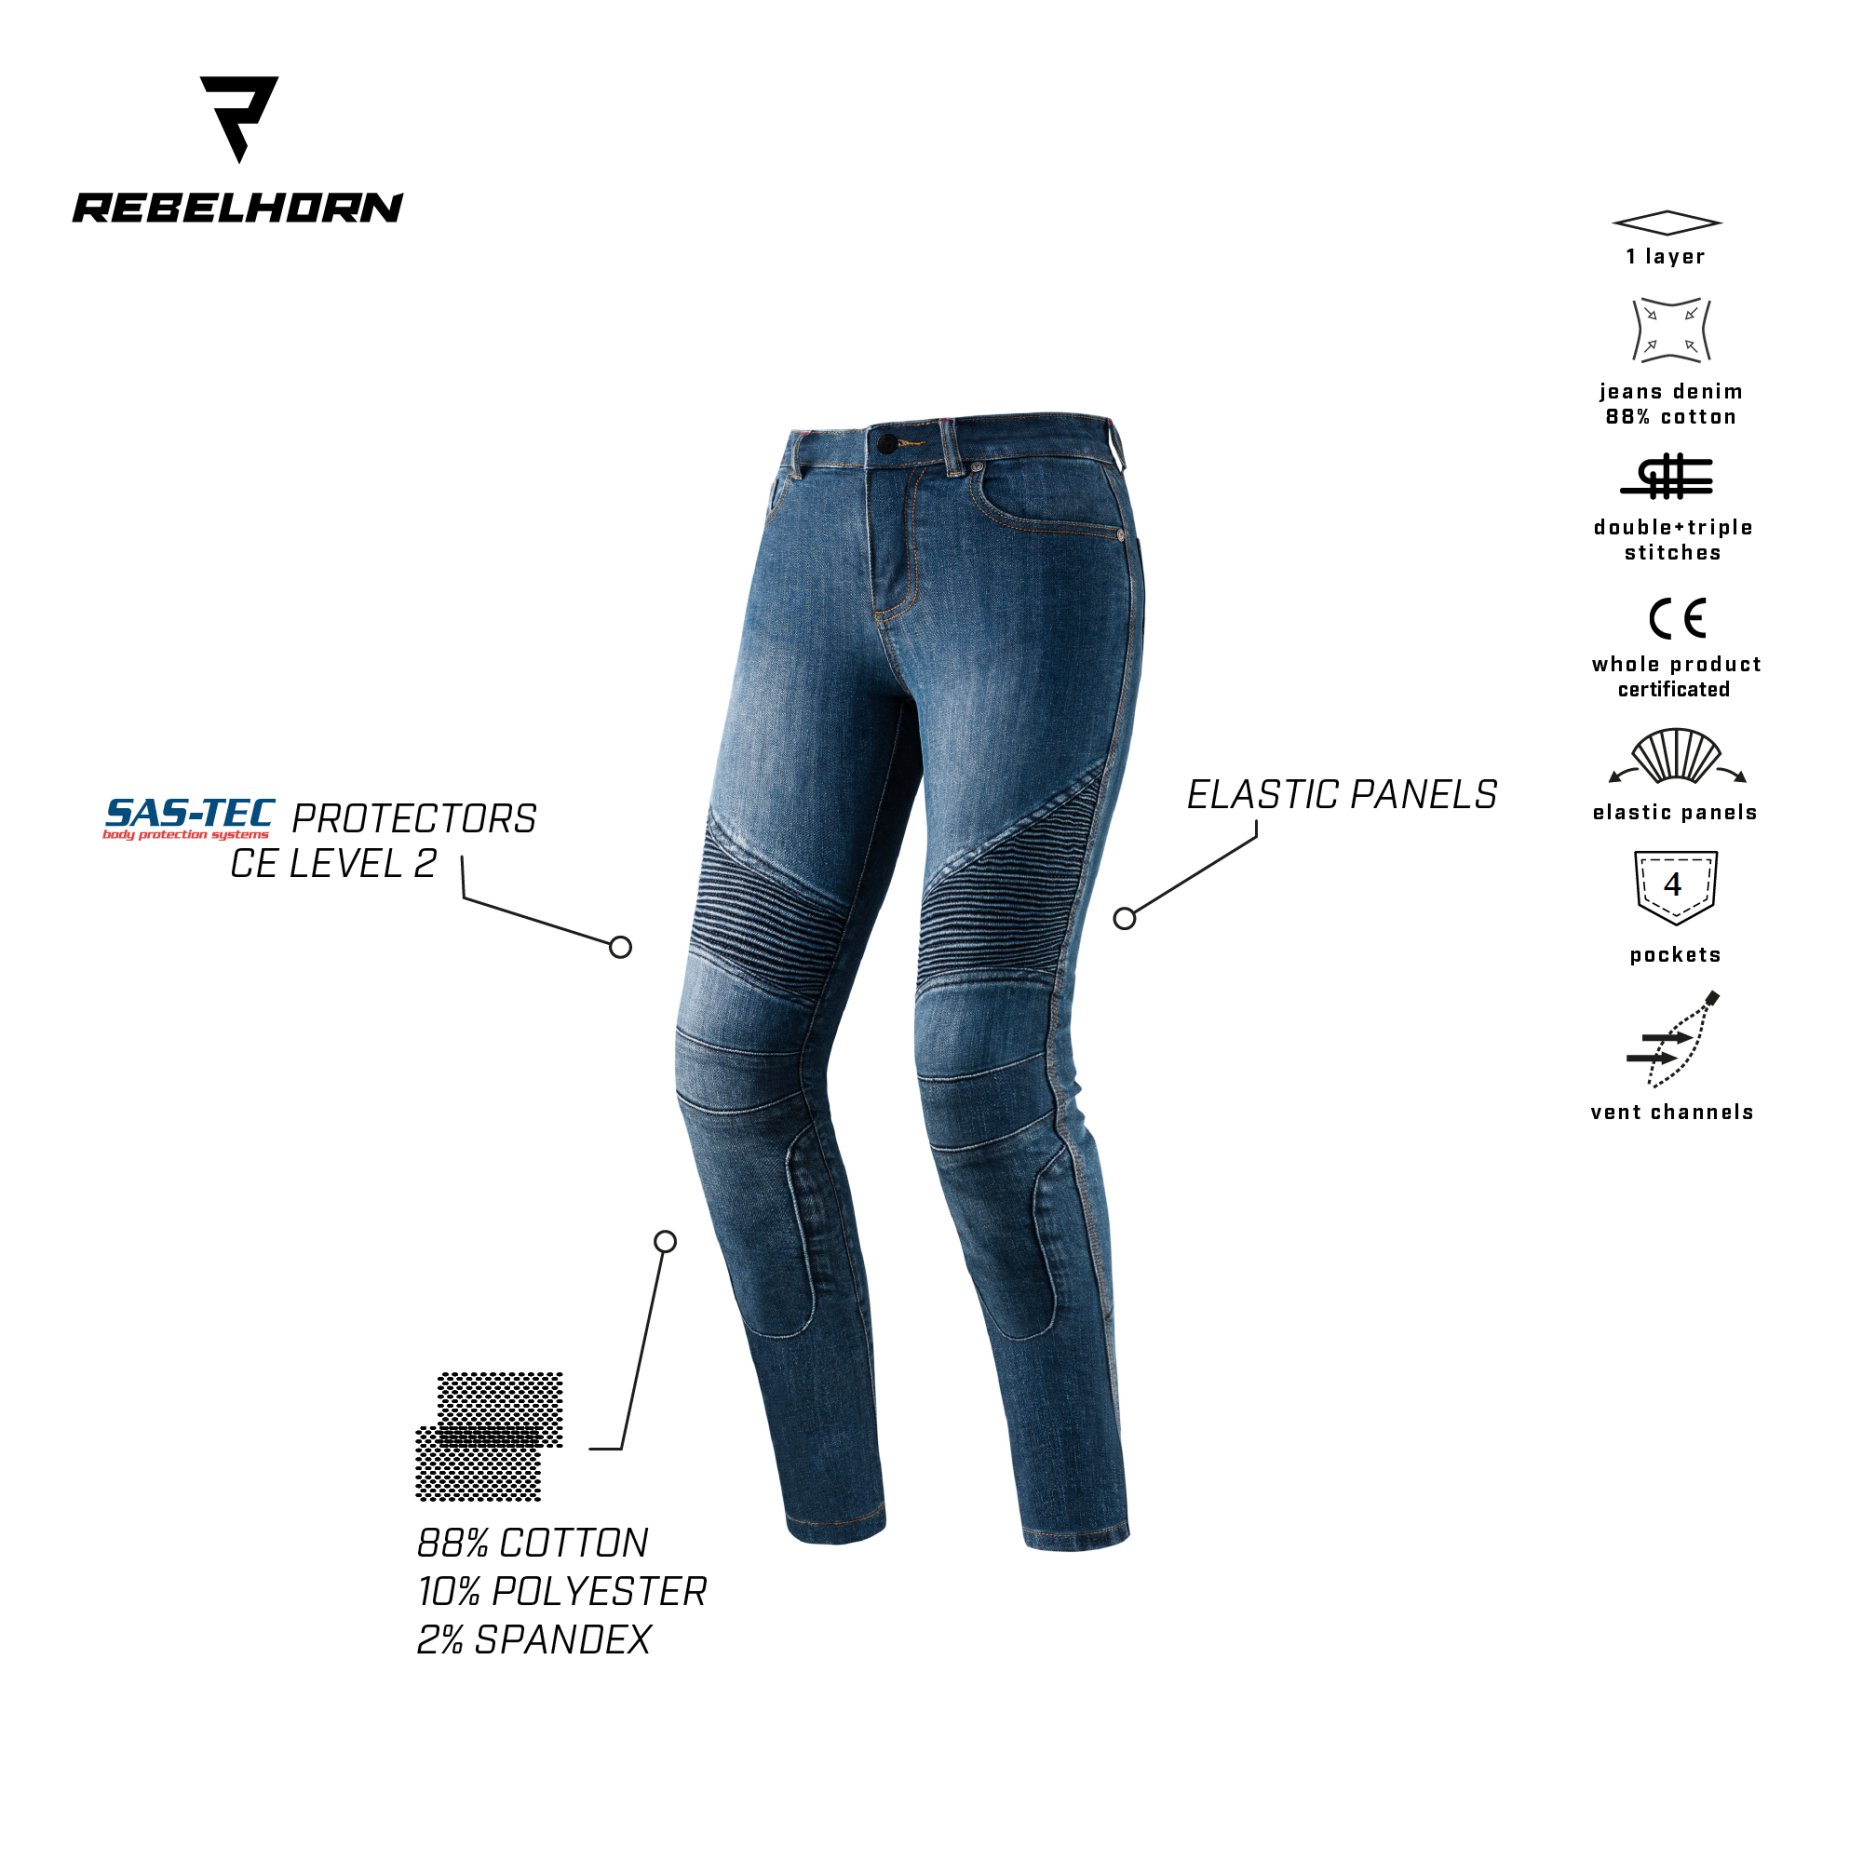 REBELHORN
1 layer
jeans denim
88% cotton
double+triple
stitches
CE
whole product
certificated
elastic panels
4
pockets
vent channels
SAS-TEC PROTECTORS
body protection systems
CE LEVEL 2
ELASTIC PANELS
88% COTTON
10% POLYESTER
2% SPANDEX